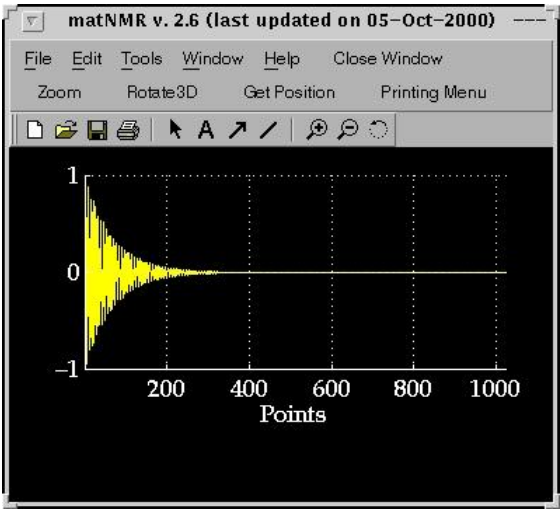 matNMR v. 2.6 (last updated on 05-Oct-2000)
File Edit Tools Window Help Close Window
Zoom Rotate3D Get Position Printing Menu
A
1
0
-1
200 400 600 800 1000
Points